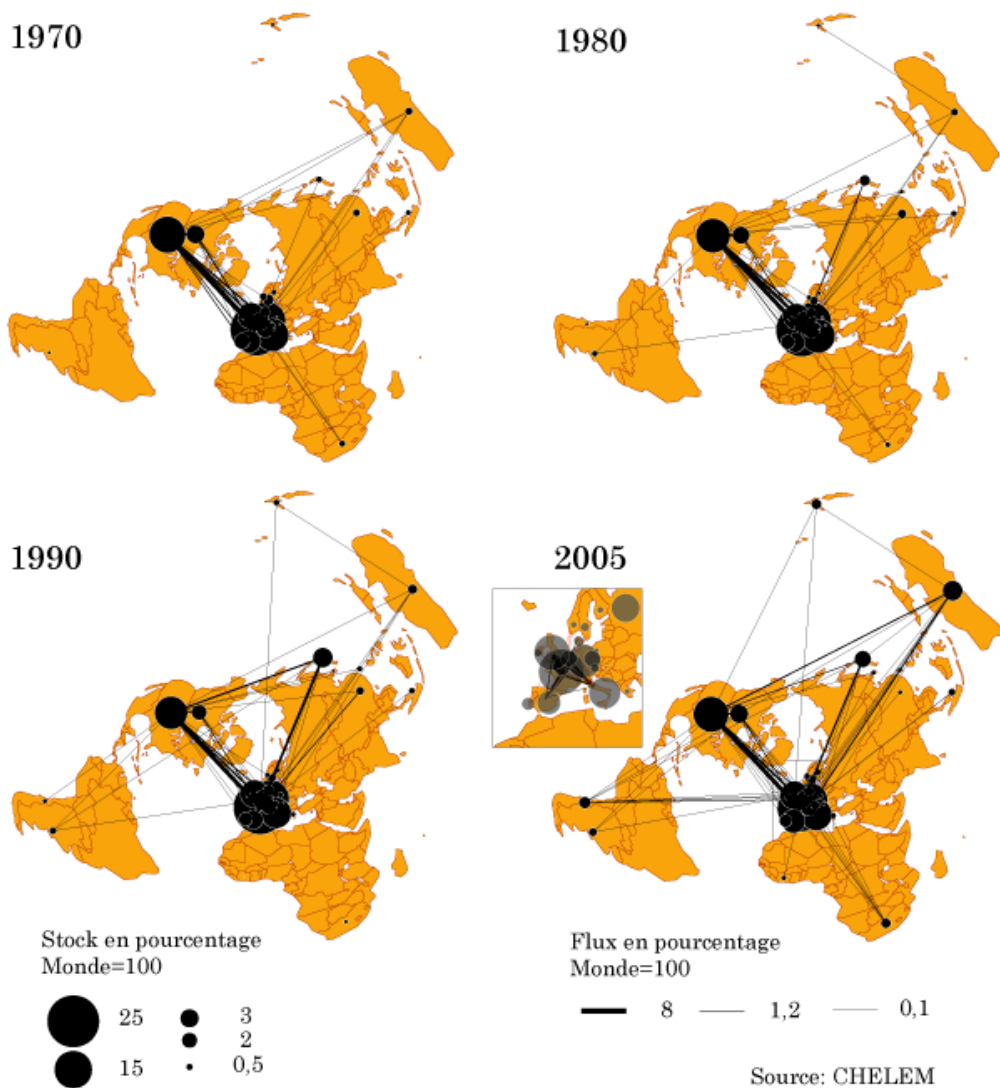 1970
1980
1990
2005
Stock en pourcentage
Monde=100
25
3
2
15
0,5
Flux en pourcentage
Monde=100
8
1,2
0,1
Source: CHELEM